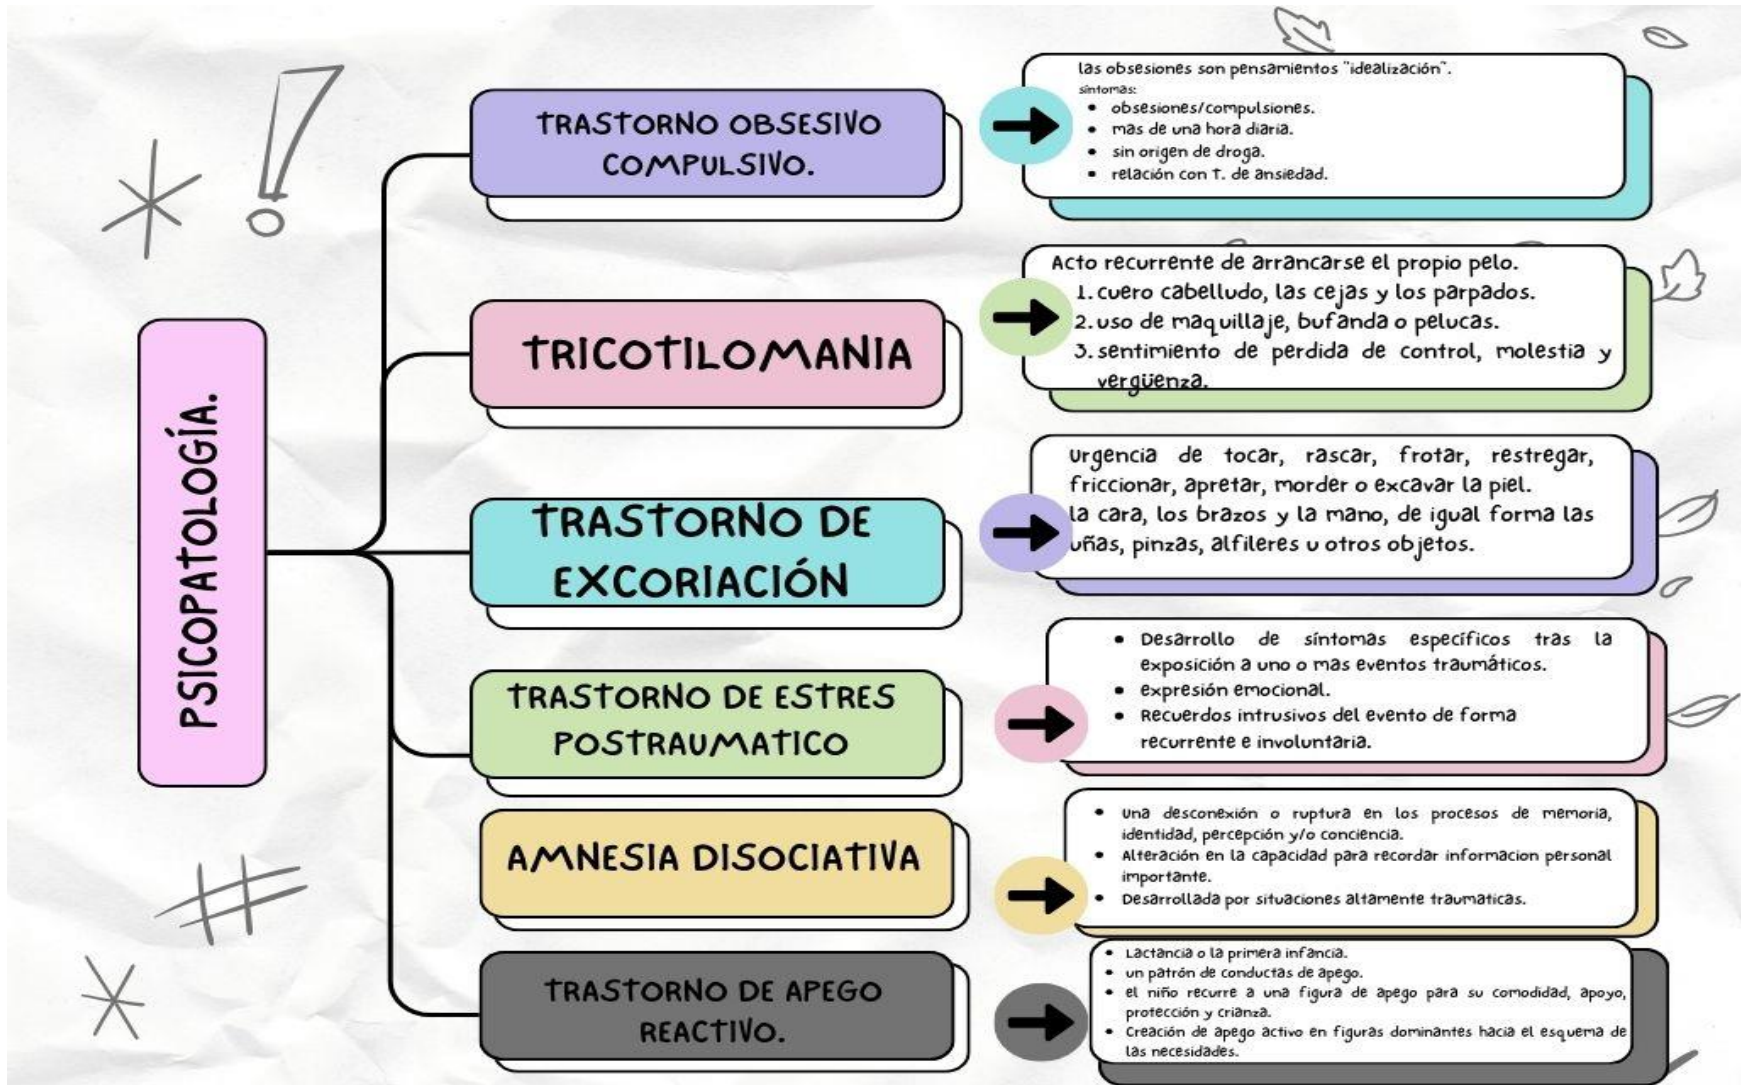 PSICOPATOLOGÍA.
TRASTORNO OBSESIVO
COMPULSIVO.
las obsesiones son pensamientos "idealización".
síntomas:
• obsesiones/compulsiones.
• mas de una hora diaria.
• sin origen de droga.
• relación con T. de ansiedad.
TRICOTILOMANIA
Acto recurrente de arrancarse el propio pelo.
1. cuero cabelludo, las cejas y los parpados.
2. uso de maquillaje, bufanda o pelucas.
3. sentimiento de perdida de control, molestia y
vergüenza.
TRASTORNO DE
EXCORIACIÓN
urgencia de tocar, rascar, frotar, restregar,
friccionar, apretar, morder o excavar la piel.
la cara, los brazos y la mano, de igual forma las
uñas, pinzas, alfileres u otros objetos.
TRASTORNO DE ESTRES
POSTRAUMATICO
• Desarrollo de síntomas específicos tras la
exposición a uno o mas eventos traumáticos.
• expresión emocional.
• Recuerdos intrusivos del evento de forma
recurrente e involuntaria.
AMNESIA DISOCIATIVA
• una desconexión o ruptura en los procesos de memoria,
identidad, percepción y/o conciencia.
• Alteración en la capacidad para recordar informacion personal
importante.
• Desarrollada por situaciones altamente traumaticas.
TRASTORNO DE APEGO
REACTIVO.
• Lactancia o la primera infancia.
• un patrón de conductas de apego.
• el niño recurre a una figura de apego para su comodidad, apoyo,
protección y crianza.
• Creación de apego activo en figuras dominantes hacia el esquema de
las necesidades.